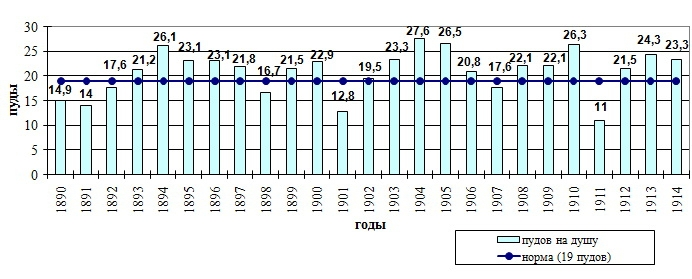 30
25
20
15
10
5
0
пуды
14,9 14 17,6 21,2 26,1 23,1 23,1 21,8 16,7 21,5 22,9 12,8 19,5 23,3 27,6 26,5 20,8 17,6 22,1 22,1 26,3 11 21,5 24,3 23,3
1890 1891 1892 1893 1894 1895 1896 1897 1898 1899 1900 1901 1902 1903 1904 1905 1906 1907 1908 1909 1910 1911 1912 1913 1914
годы
пудов на душу
норма (19 пудов)